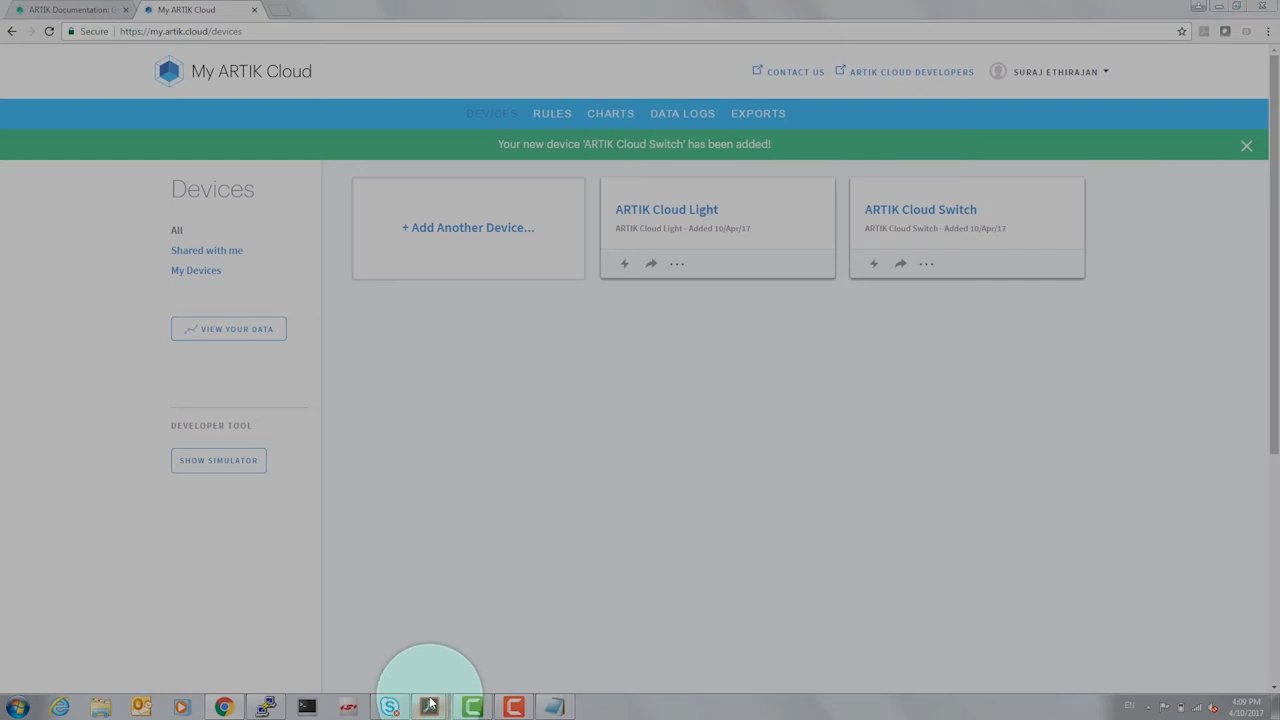 ARTIK Documentation:
My ARTIK Cloud
Secure
https://my.artik.cloud/devices
My ARTIK Cloud
CONTACT US
ARTIK CLOUD DEVELOPERS
SURAJ ETHIRAJAN
DEVICES
RULES
CHARTS
DATA LOGS
EXPORTS
Your new device 'ARTIK Cloud Switch' has been added!
Devices
All
Shared with me
My Devices
VIEW YOUR DATA
DEVELOPER TOOL
SHOW SIMULATOR
+ Add Another Device...
ARTIK Cloud Light
ARTIK Cloud Light - Added 10/Apr/17
ARTIK Cloud Switch
ARTIK Cloud Switch - Added 10/Apr/17
EN
4:09 PM
4/10/2017